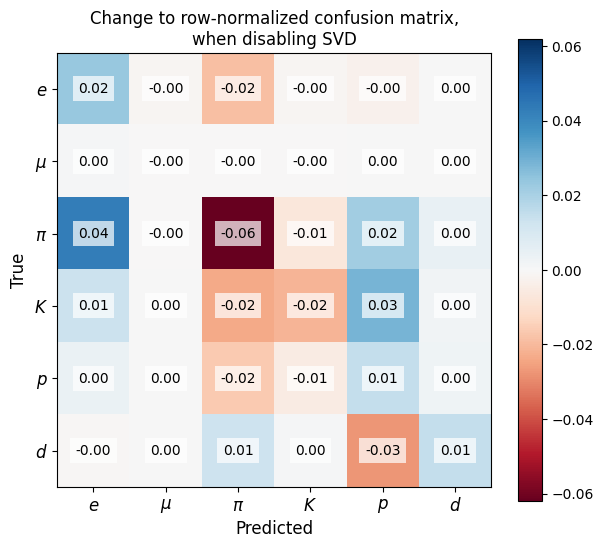 Change to row-normalized confusion matrix,
when disabling SVD
e 0.02 -0.00 -0.02 -0.00 -0.00 0.00
μ 0.00 -0.00 -0.00 -0.00 0.00 0.00
π 0.04 -0.00 -0.06 -0.01 0.02 0.00
K 0.01 0.00 -0.02 -0.02 0.03 0.00
p 0.00 0.00 -0.02 -0.01 0.01 0.00
d -0.00 0.00 0.01 0.00 -0.03 0.01
e μ π K p d
Predicted
True
0.06
0.04
0.02
0.00
−0.02
−0.04
−0.06